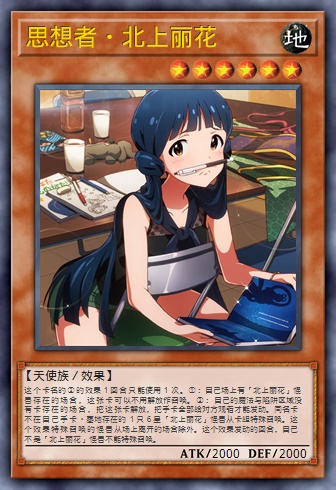 思想者·北上丽花
地
【天使族／效果】
这个卡名的①的效果1回合只能使用1次。①：自己场上有「北上丽花」怪
兽存在的场合，这张卡可以不用解放作召唤。②：自己的魔法与陷阱区域没
有卡存在的场合，把这张卡解放，把手卡全部给对方观看才能发动。同名卡
不在自己手卡·墓地存在的1只6星「北上丽花」怪兽从卡组特殊召唤。这
个效果特殊召唤的怪兽从场上离开的场合除外。这个效果发动的回合，自己
不是「北上丽花」怪兽不能特殊召唤。
ATK/2000 DEF/2000